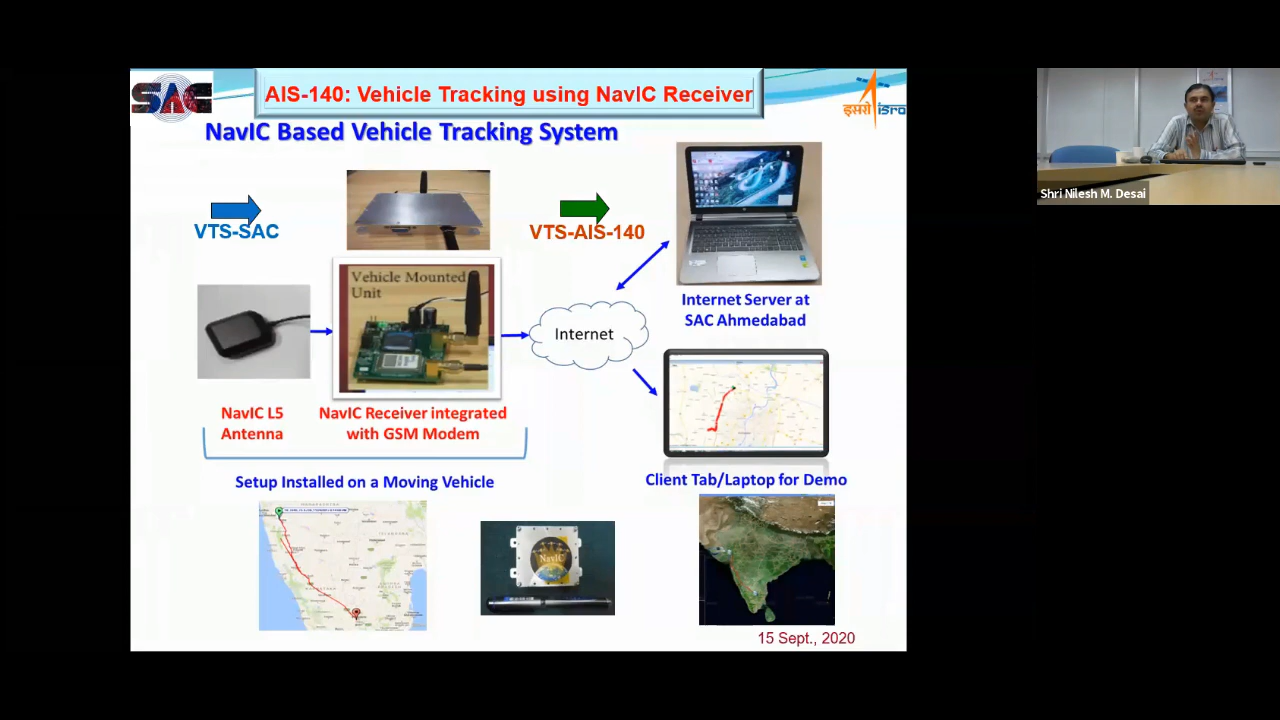 SAC
AIS-140: Vehicle Tracking using NavIC Receiver
इसरो isro
NavIC Based Vehicle Tracking System
VTS-SAC
VTS-AIS-140
Vehicle Mounted
Unit
Internet
Internet Server at
SAC Ahmedabad
NavIC L5
Antenna
NavIC Receiver integrated
with GSM Modem
Setup Installed on a Moving Vehicle
Client Tab/Laptop for Demo
NavIC
15 Sept., 2020
Shri Nilesh M. Desai